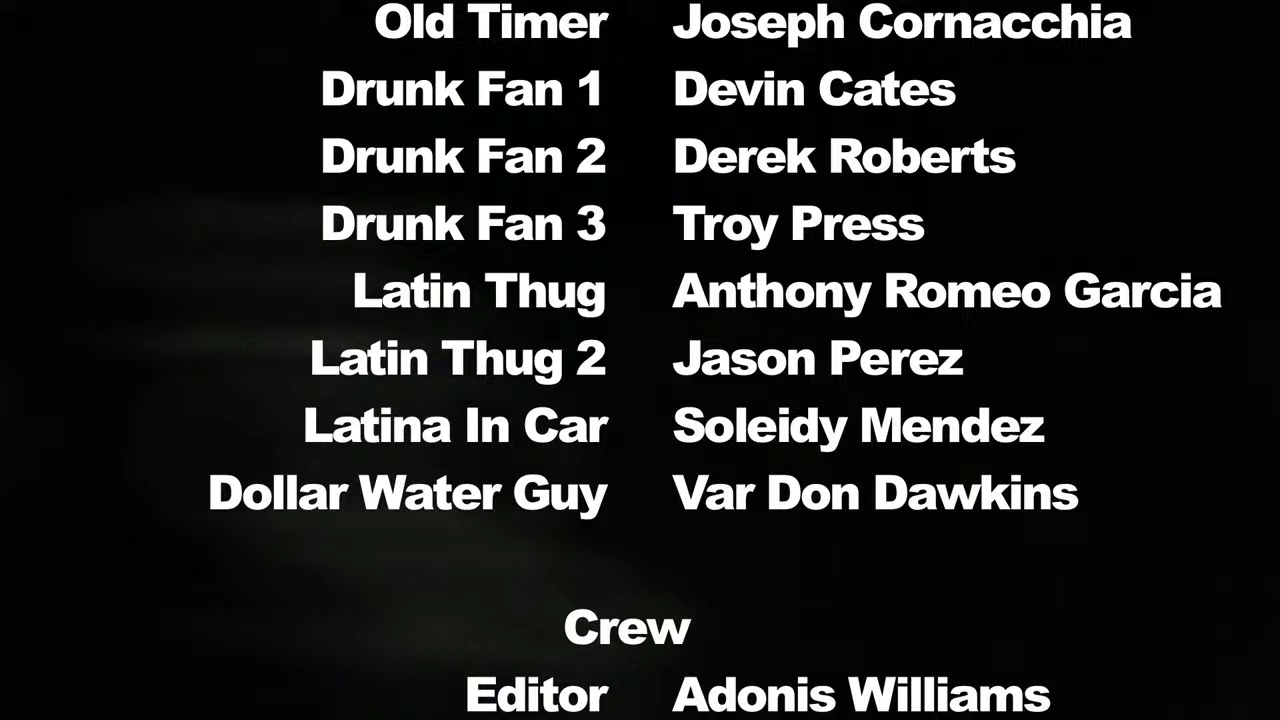 Old Timer Joseph Cornacchia
Drunk Fan 1 Devin Cates
Drunk Fan 2 Derek Roberts
Drunk Fan 3 Troy Press
Latin Thug Anthony Romeo Garcia
Latin Thug 2 Jason Perez
Latina In Car Soleidy Mendez
Dollar Water Guy Var Don Dawkins
Crew
Editor Adonis Williams